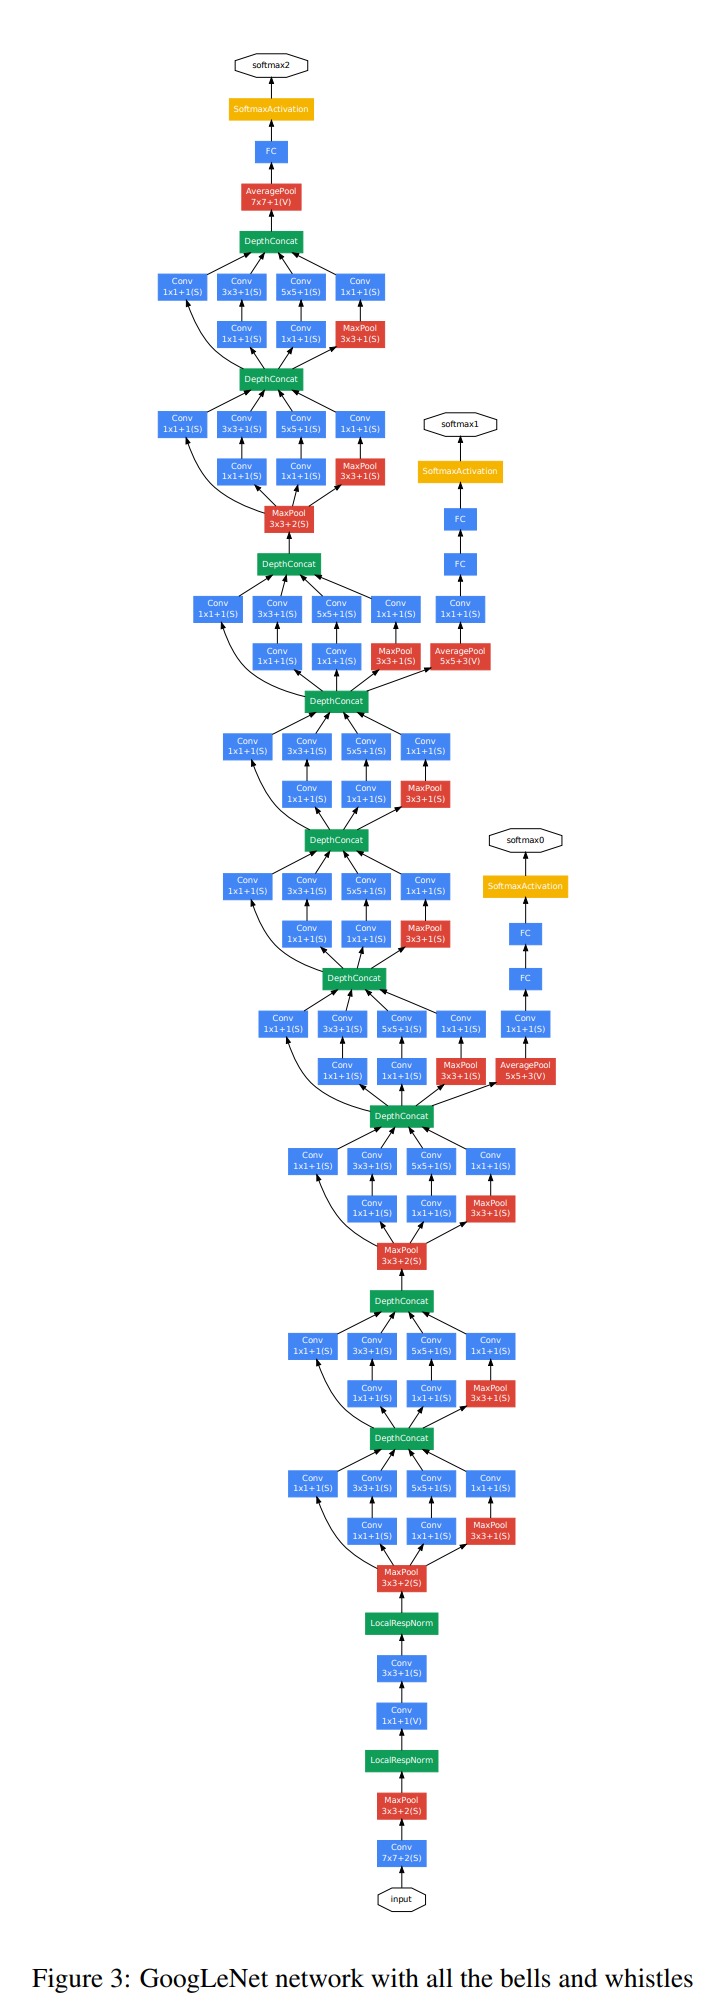 softmax2
SoftmaxActivation
FC
AveragePool
7x7+1(V)
DepthConcat
Conv Conv Conv Conv
1x1+1(S) 3x3+1(S) 5x5+1(S) 1x1+1(S)
Conv Conv MaxPool
1x1+1(S) 1x1+1(S) 3x3+1(S)
DepthConcat
Conv Conv Conv Conv softmax1
1x1+1(S) 3x3+1(S) 5x5+1(S) 1x1+1(S)
Conv Conv MaxPool SoftmaxActivation
1x1+1(S) 1x1+1(S) 3x3+1(S)
MaxPool FC
3x3+2(S)
DepthConcat FC
Conv Conv Conv Conv Conv
1x1+1(S) 3x3+1(S) 5x5+1(S) 1x1+1(S) 1x1+1(S)
Conv Conv MaxPool AveragePool
1x1+1(S) 1x1+1(S) 3x3+1(S) 5x5+3(V)
DepthConcat
Conv Conv Conv Conv
1x1+1(S) 3x3+1(S) 5x5+1(S) 1x1+1(S)
Conv Conv MaxPool
1x1+1(S) 1x1+1(S) 3x3+1(S)
DepthConcat softmax0
Conv Conv Conv Conv SoftmaxActivation
1x1+1(S) 3x3+1(S) 5x5+1(S) 1x1+1(S)
Conv Conv MaxPool FC
1x1+1(S) 1x1+1(S) 3x3+1(S)
DepthConcat FC
Conv Conv Conv Conv Conv
1x1+1(S) 3x3+1(S) 5x5+1(S) 1x1+1(S) 1x1+1(S)
Conv Conv MaxPool AveragePool
1x1+1(S) 1x1+1(S) 3x3+1(S) 5x5+3(V)
DepthConcat
Conv Conv Conv Conv
1x1+1(S) 3x3+1(S) 5x5+1(S) 1x1+1(S)
Conv Conv MaxPool
1x1+1(S) 1x1+1(S) 3x3+1(S)
MaxPool
3x3+2(S)
DepthConcat
Conv Conv Conv Conv
1x1+1(S) 3x3+1(S) 5x5+1(S) 1x1+1(S)
Conv Conv MaxPool
1x1+1(S) 1x1+1(S) 3x3+1(S)
DepthConcat
Conv Conv Conv Conv
1x1+1(S) 3x3+1(S) 5x5+1(S) 1x1+1(S)
Conv Conv MaxPool
1x1+1(S) 1x1+1(S) 3x3+1(S)
MaxPool
3x3+2(S)
LocalRespNorm
Conv
3x3+1(S)
Conv
1x1+1(V)
LocalRespNorm
MaxPool
3x3+2(S)
Conv
7x7+2(S)
input
Figure 3: GoogLeNet network with all the bells and whistles